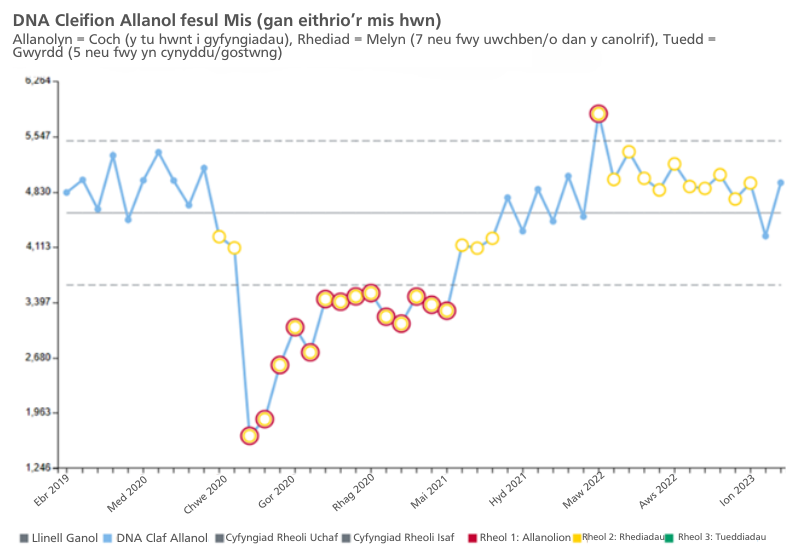 DNA Cleifion Allanol fesul Mis (gan eithrio’r mis hwn)
Allanolyn = Coch (y tu hwnt i gyfyngiadau), Rhediad = Melyn (7 neu fwy uwchben/o dan y canolrif), Tuedd =
Gwyrdd (5 neu fwy yn cynyddu/gostwng)
6,264
5,547
4,830
4,113
3,397
2,680
1,963
1,246
Ebr 2019
Med 2020
Chwe 2020
Gor 2020
Rhag 2020
Mai 2021
Hyd 2021
Maw 2022
Aws 2022
Ion 2023
Llinell Ganol DNA Claf Allanol Cyfyngiad Rheoli Uchaf Cyfyngiad Rheoli Isaf Rheol 1: Allanolion Rheol 2: Rhediadau Rheol 3: Tueddiadau